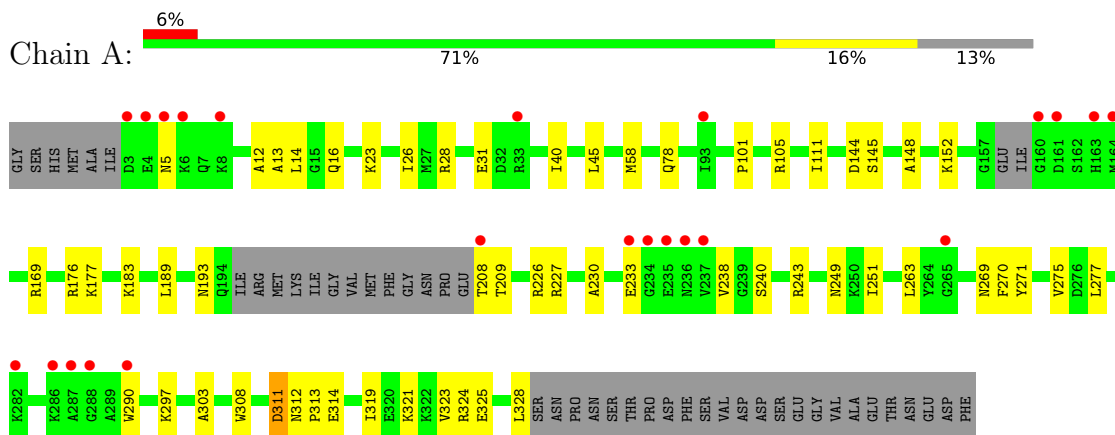 6%
Chain A:
71% 16% 13%
GLY SER HIS MET ALA ILE D3 E4 N5 K6 Q7 K8 A12 A13 L14 G15 Q16 K23 I26 M27 R28 E31 D32 R33 I40 L45 M58 Q78 I93 P101 R105 I111 D144 S145 A148 K152 G157 GLU ILE G160 D161 S162 H163 M164
R169 R176 K177 K183 L189 N193 Q194 ILE ARG MET LYS ILE GLY VAL MET PHE GLY ASN PRO GLU T208 T209 R226 R227 A230 E233 G234 E235 N236 V237 V238 G239 S240 R243 N249 K250 I251 L263 Y264 G265 N269 F270 Y271 V275 D276 L277
K282 K286 A287 G288 A289 W290 K297 A303 W308 D311 N312 P313 E314 I319 E320 K321 K322 V323 R324 E325 L328 SER ASN PRO ASN SER THR PRO ASP PHE SER VAL ASP ASP SER GLU GLY VAL ALA GLU THR ASN GLU ASP PHE